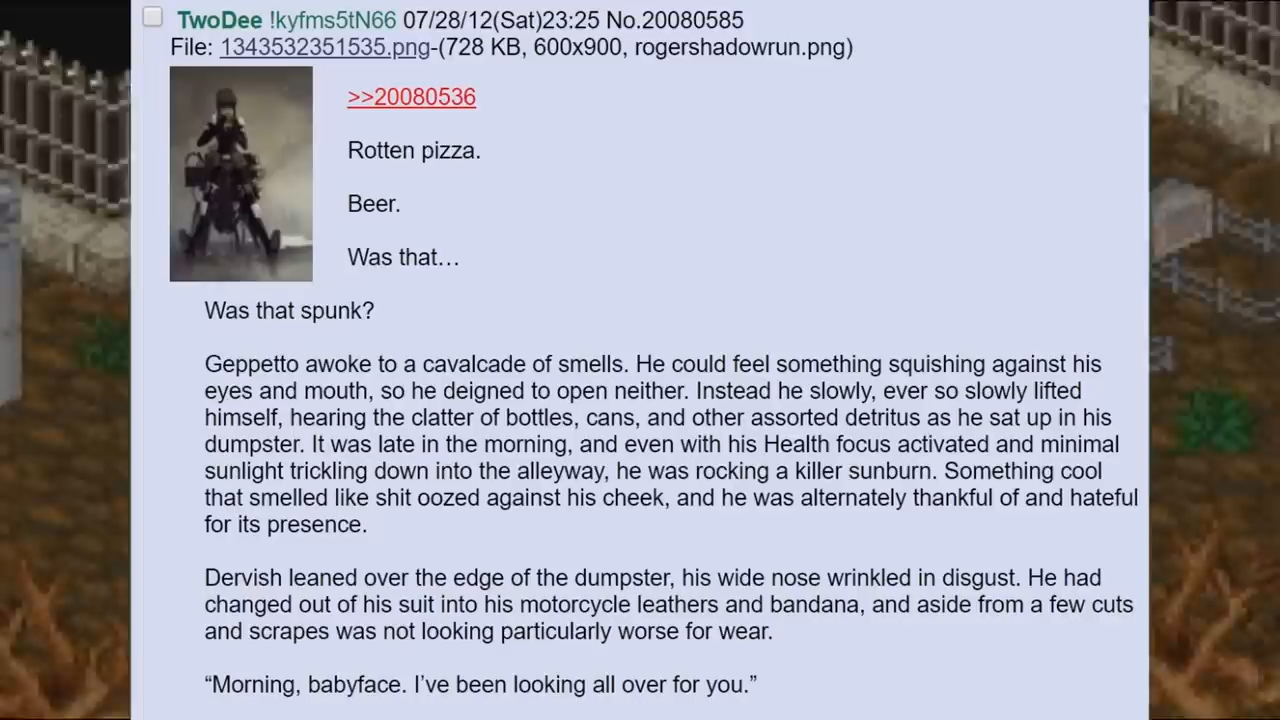 TwoDee !kyfms5tN66 07/28/12(Sat)23:25 No.20080585
File: 1343532351535.png-(728 KB, 600x900, rogershadowrun.png)
>>20080536
Rotten pizza.
Beer.
Was that…
Was that spunk?
Geppetto awoke to a cavalcade of smells. He could feel something squishing against his
eyes and mouth, so he deigned to open neither. Instead he slowly, ever so slowly lifted
himself, hearing the clatter of bottles, cans, and other assorted detritus as he sat up in his
dumpster. It was late in the morning, and even with his Health focus activated and minimal
sunlight trickling down into the alleyway, he was rocking a killer sunburn. Something cool
that smelled like shit oozed against his cheek, and he was alternately thankful of and hateful
for its presence.
Dervish leaned over the edge of the dumpster, his wide nose wrinkled in disgust. He had
changed out of his suit into his motorcycle leathers and bandana, and aside from a few cuts
and scrapes was not looking particularly worse for wear.
“Morning, babyface. I’ve been looking all over for you.”